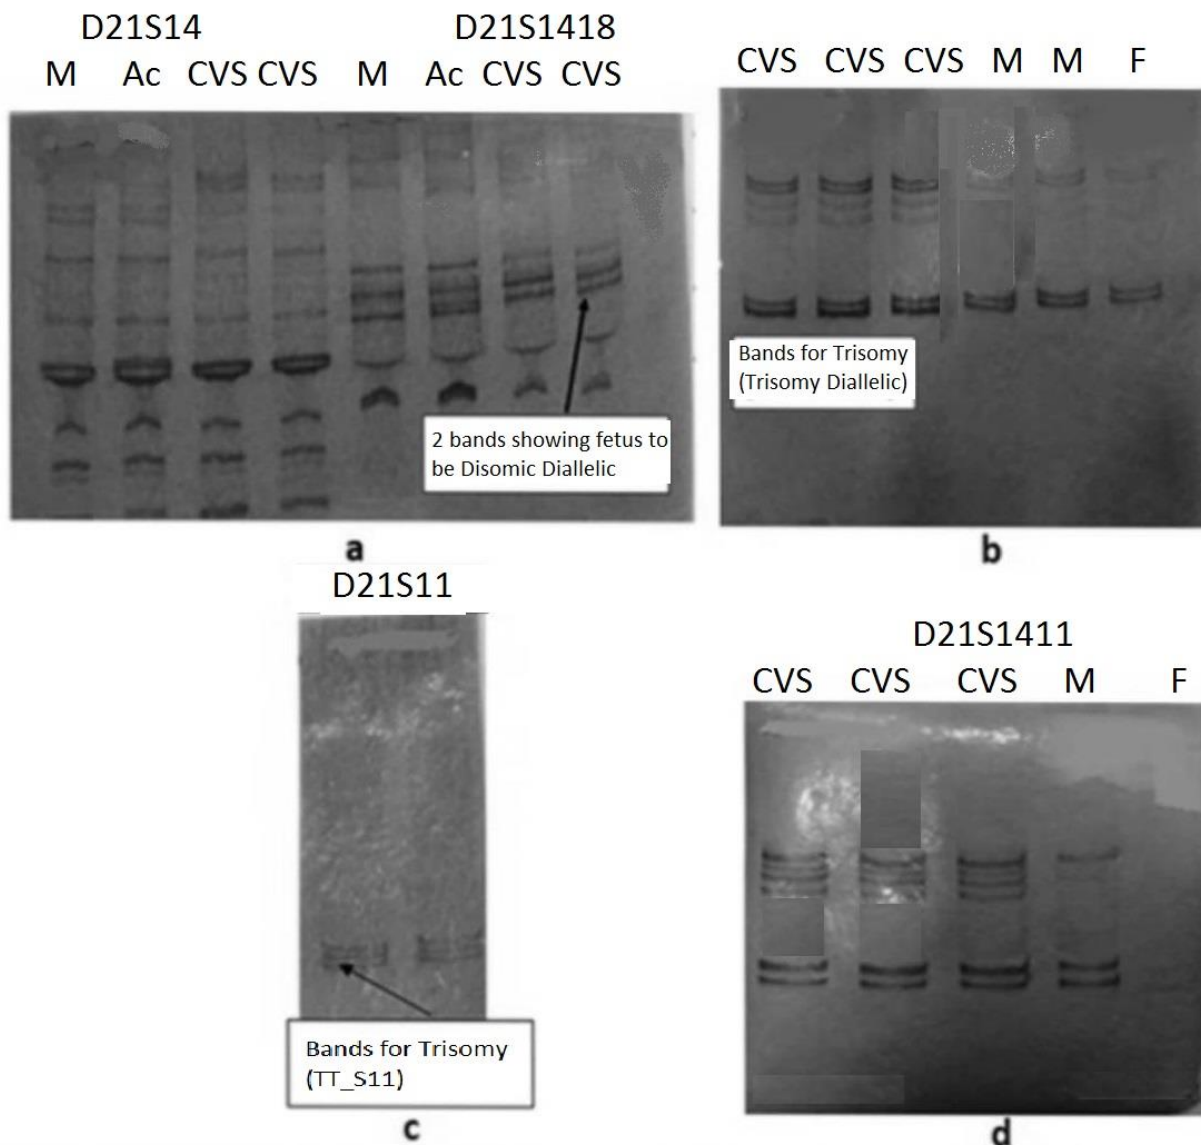 D21S14 D21S1418
M Ac CVS CVS M Ac CVS CVS
2 bands showing fetus to
be Disomic Diallelic
a
CVS CVS CVS M M F
Bands for Trisomy
(Trisomy Diallelic)
b
D21S11
Bands for Trisomy
(TT_S11)
c
D21S1411
CVS CVS CVS M F
d